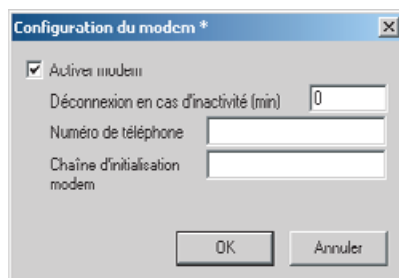 Configuration du modem *
Activer modem
Déconnexion en cas d'inactivité (min) 0
Numéro de téléphone
Chaîne d'initialisation
modem
OK Annuler